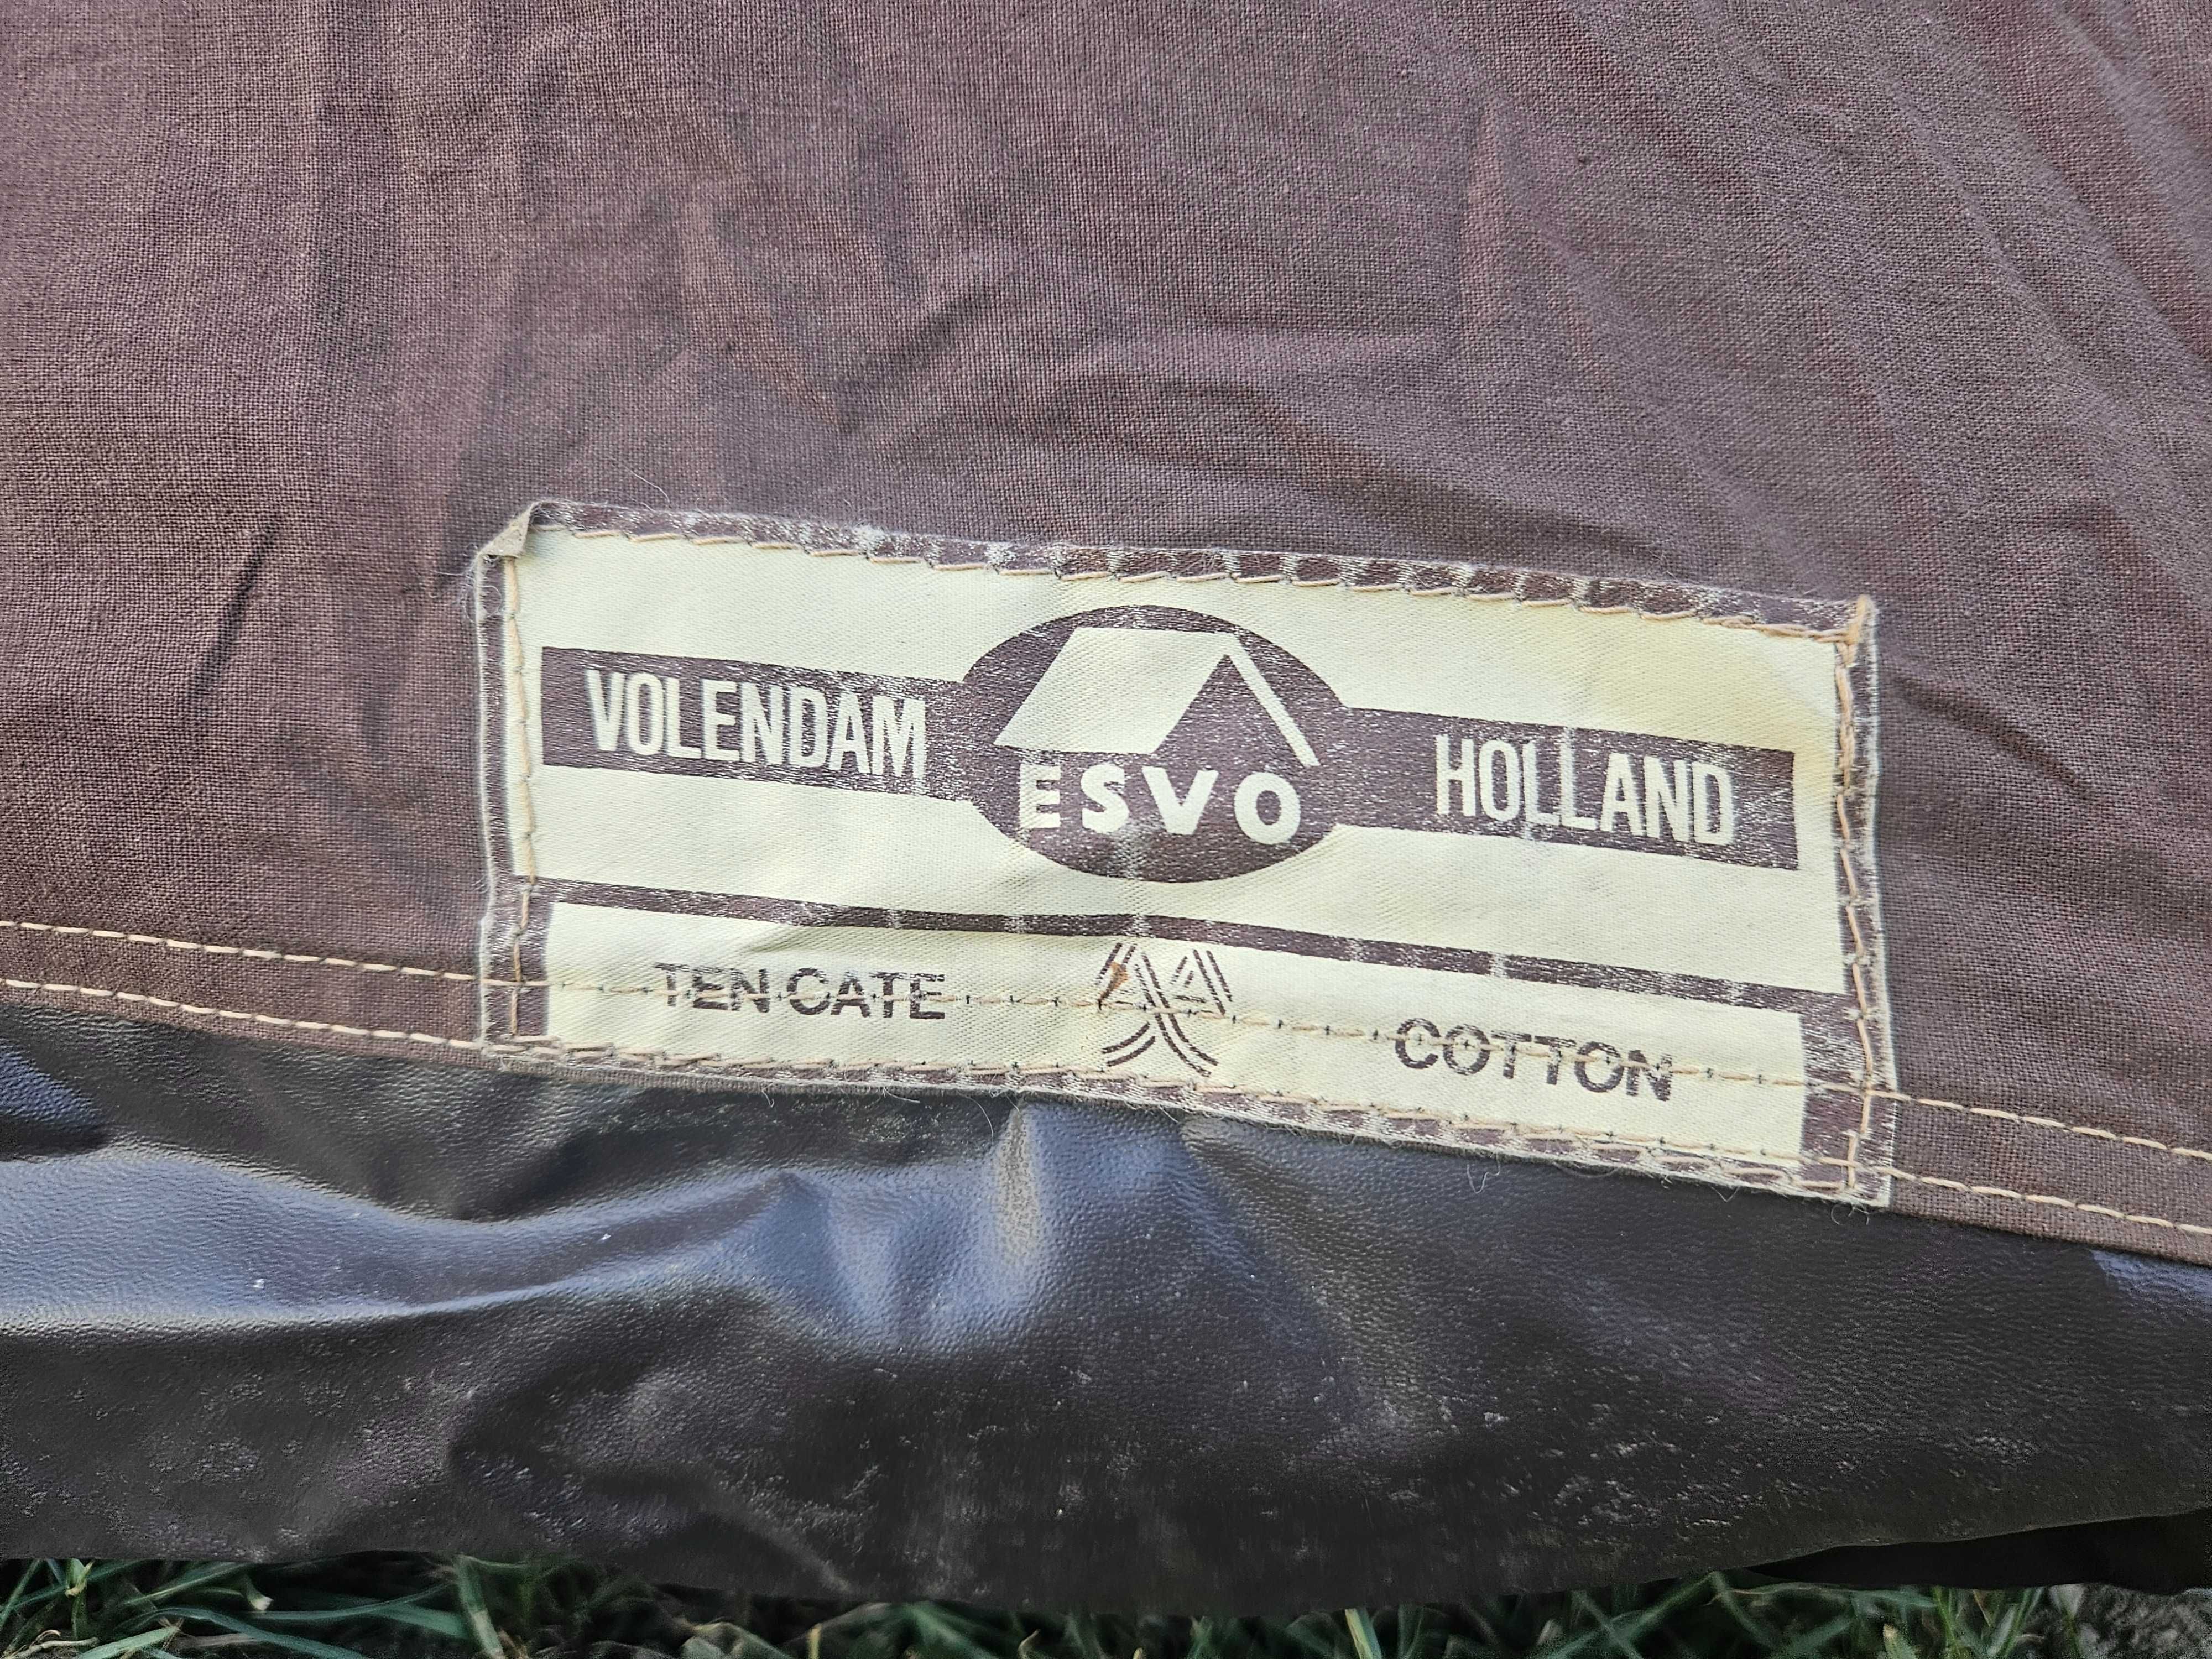 VOLENDAM ESVO HOLLAND
TEN CATE COTTON